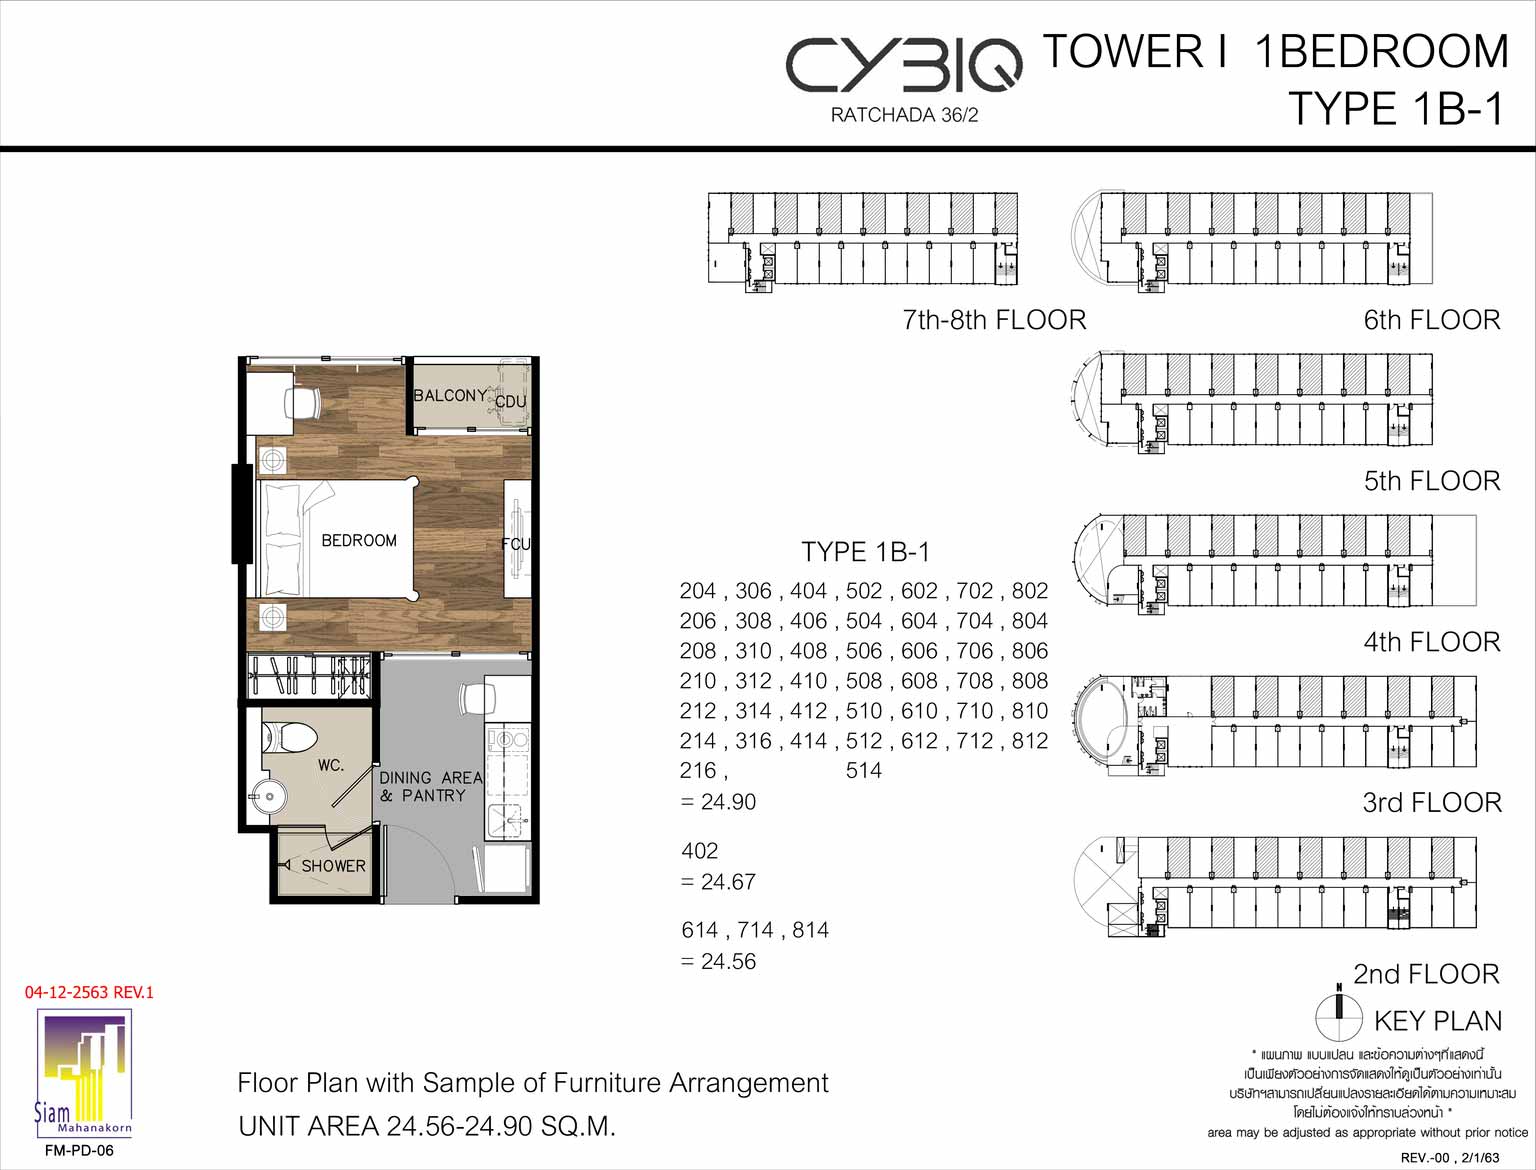 CYBIQ
RATCHADA 36/2
TOWER I 1BEDROOM
TYPE 1B-1
7th-8th FLOOR
6th FLOOR
5th FLOOR
4th FLOOR
3rd FLOOR
2nd FLOOR
BALCONY
CDU
BEDROOM
FCU
WC.
DINING AREA
& PANTRY
SHOWER
TYPE 1B-1
204 , 306 , 404 , 502 , 602 , 702 , 802
206 , 308 , 406 , 504 , 604 , 704 , 804
208 , 310 , 408 , 506 , 606 , 706 , 806
210 , 312 , 410 , 508 , 608 , 708 , 808
212 , 314 , 412 , 510 , 610 , 710 , 810
214 , 316 , 414 , 512 , 612 , 712 , 812
216 , 514
= 24.90
402
= 24.67
614 , 714 , 814
= 24.56
N
KEY PLAN
* แผนภาพ แบบแปลน และข้อความต่างๆที่แสดงนี้
เป็นเพียงตัวอย่างการจัดแสดงให้ดูเป็นตัวอย่างเท่านั้น
บริษัทฯสามารถเปลี่ยนแปลงรายละเอียดได้ตามความเหมาะสม
โดยไม่ต้องแจ้งให้ทราบล่วงหน้า *
area may be adjusted as appropriate without prior notice
REV.-00 , 2/1/63
04-12-2563 REV.1
Siam
Mahanakorn
FM-PD-06
Floor Plan with Sample of Furniture Arrangement
UNIT AREA 24.56-24.90 SQ.M.